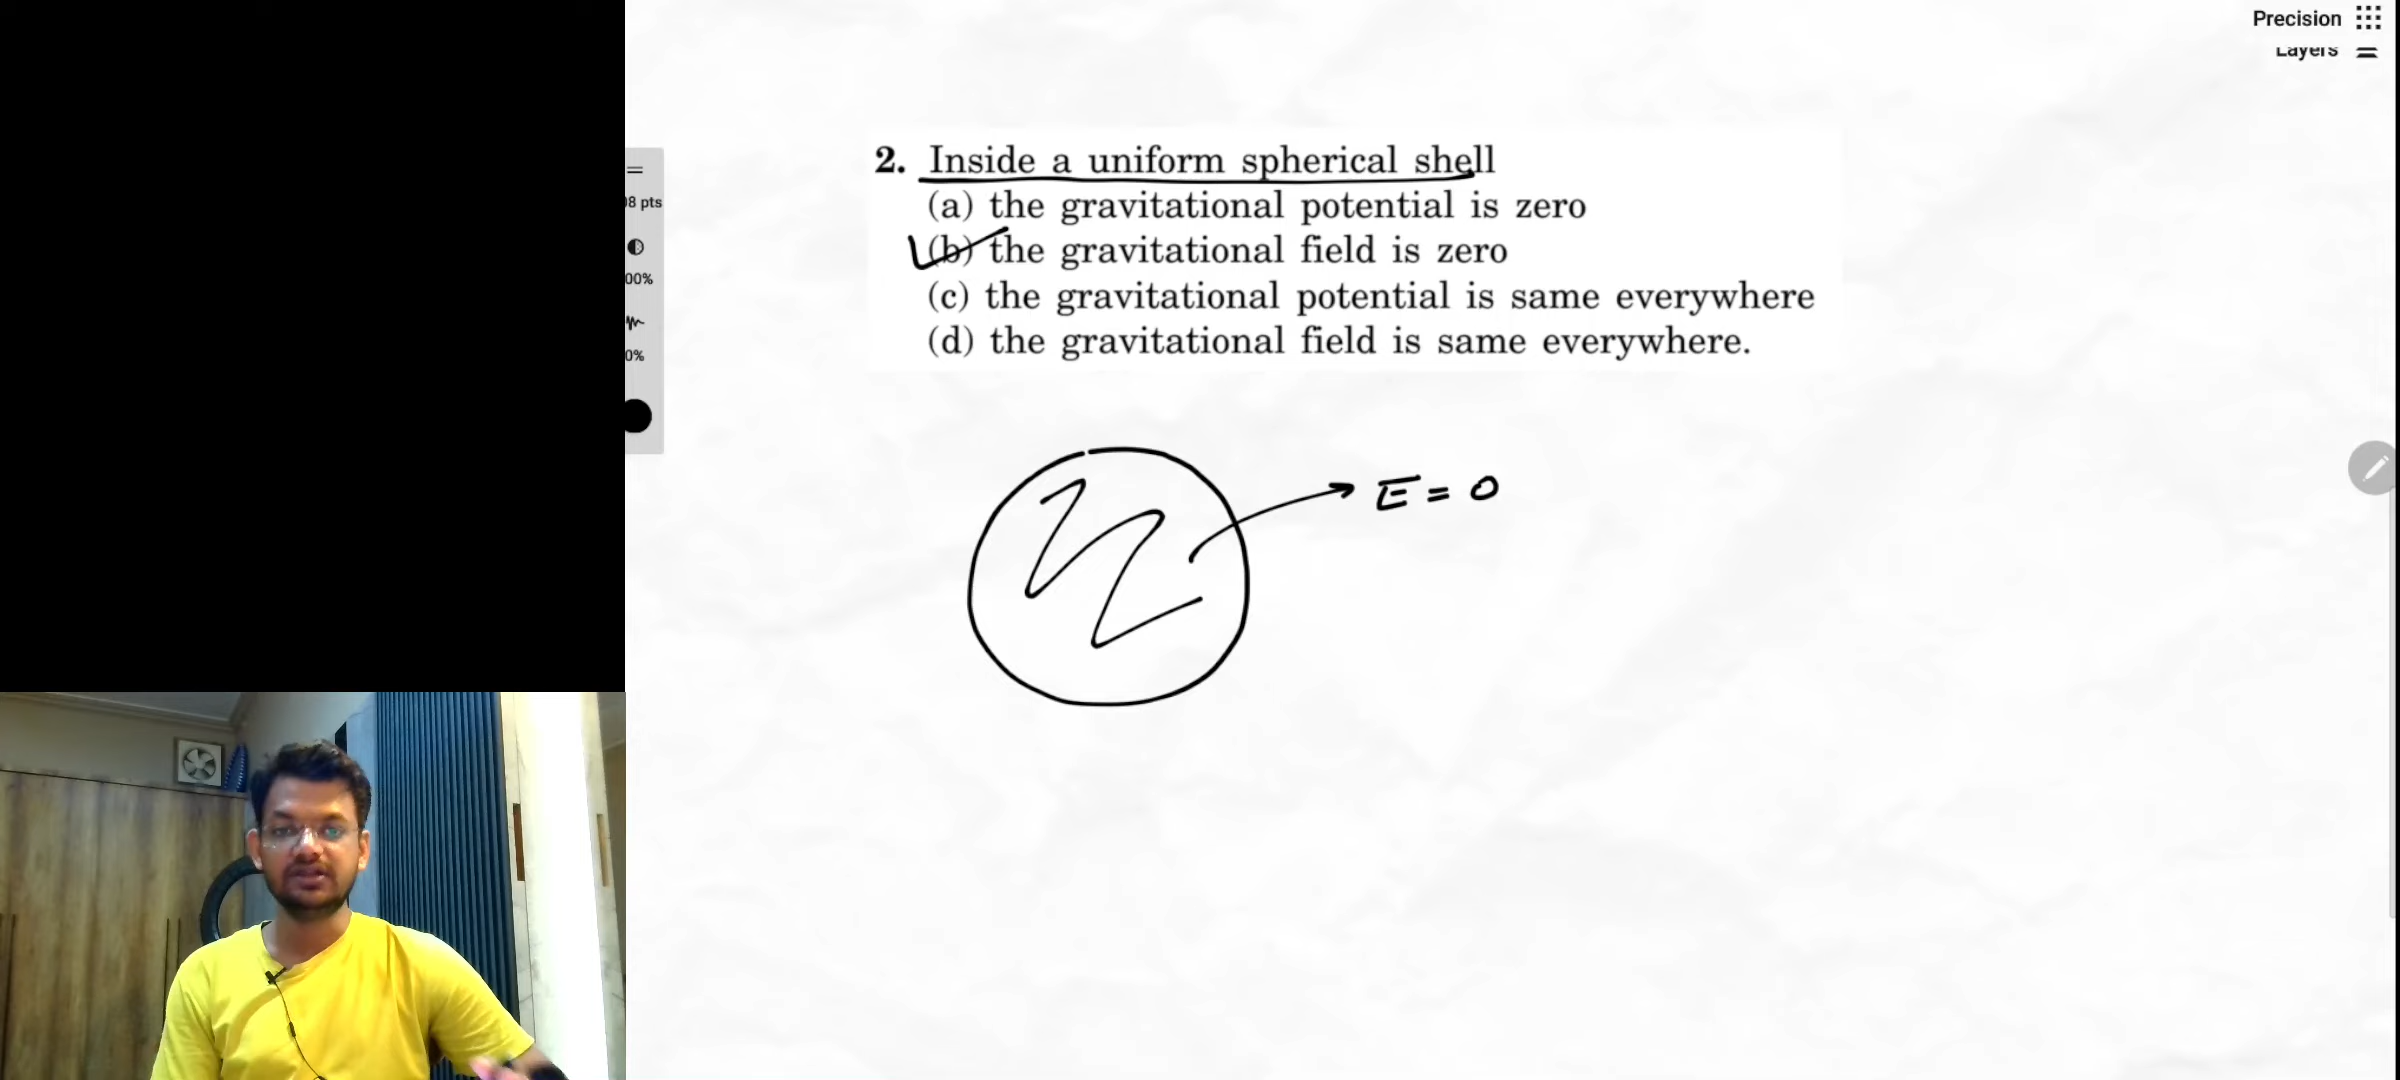 Precision
Layers
8 pts
00%
0%
2. Inside a uniform spherical shell
(a) the gravitational potential is zero
(b) the gravitational field is zero
(c) the gravitational potential is same everywhere
(d) the gravitational field is same everywhere.
E = 0